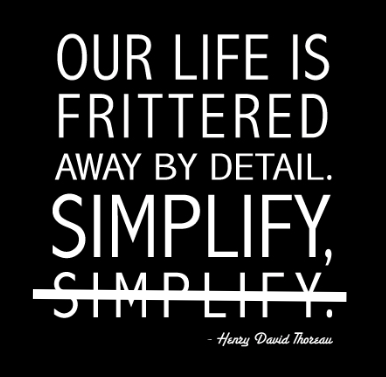 OUR LIFE IS
FRITTERED
AWAY BY DETAIL.
SIMPLIFY,
SIMPLIFY.
- Henry David Thoreau